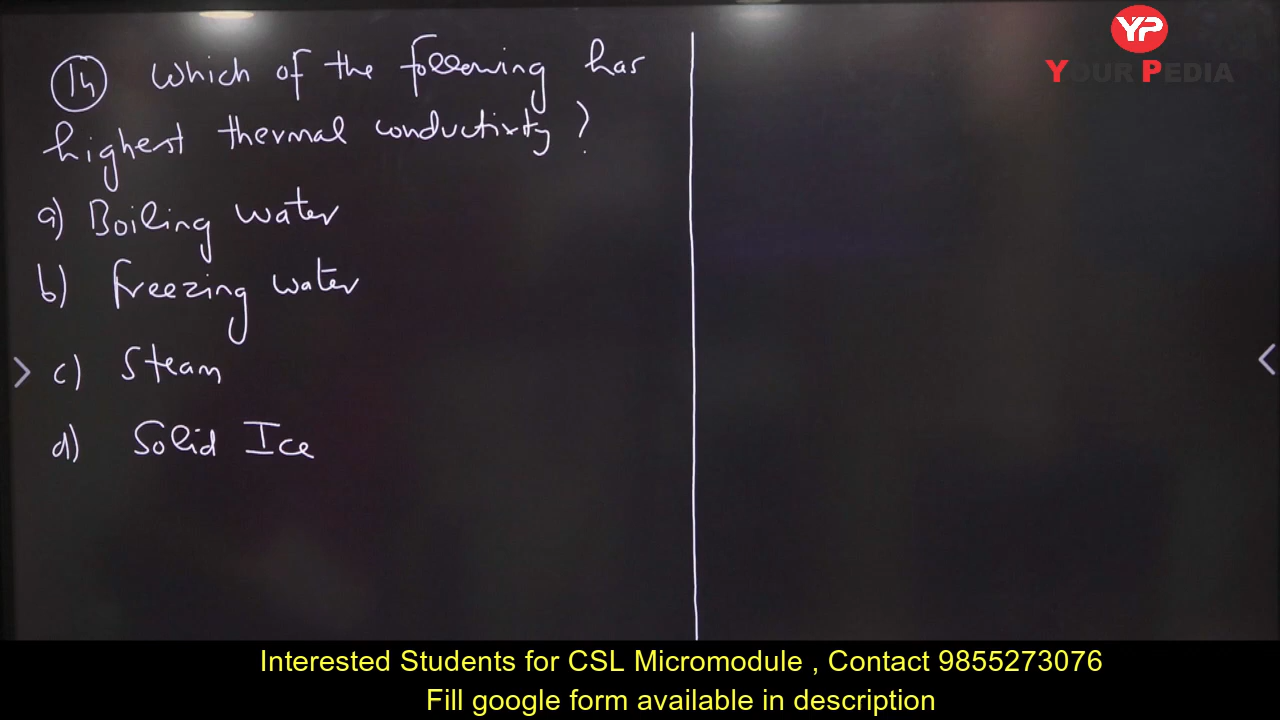 14 Which of the following has
highest thermal conductivity ?
a) Boiling water
b) freezing water
c) Steam
d) Solid Ice
YP
YOUR PEDIA
Interested Students for CSL Micromodule , Contact 9855273076
Fill google form available in description